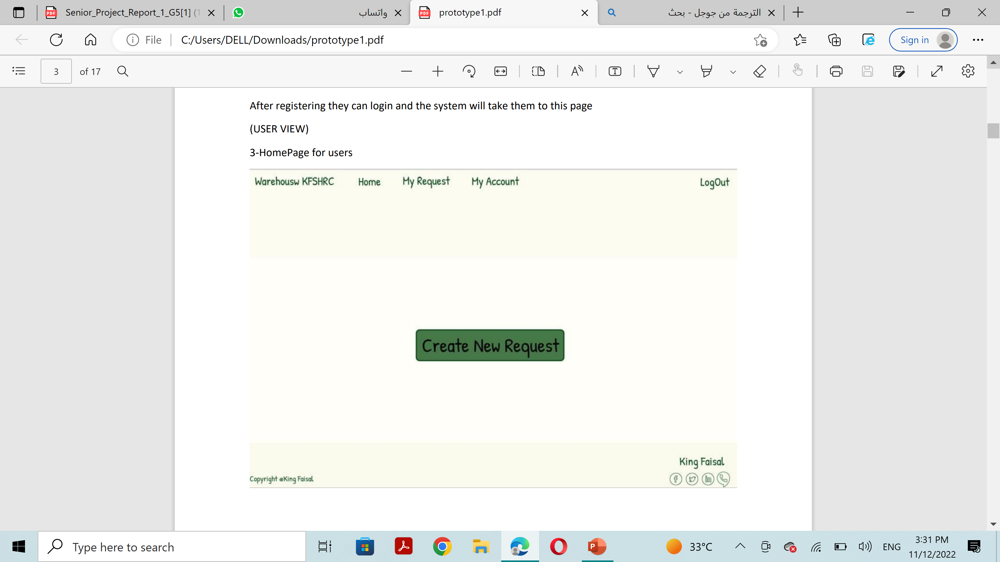 Senior_Project_Report_1_G5[1] (1
واتساب
prototype1.pdf
الترجمة من جوجل - بحث
File
C:/Users/DELL/Downloads/prototype1.pdf
Sign in
3
of 17
After registering they can login and the system will take them to this page
(USER VIEW)
3-HomePage for users
Warehousw KFSHRC
Home
My Request
My Account
LogOut
Create New Request
King Faisal
Copyright @King Faisal
Type here to search
33°C
ENG
3:31 PM
11/12/2022